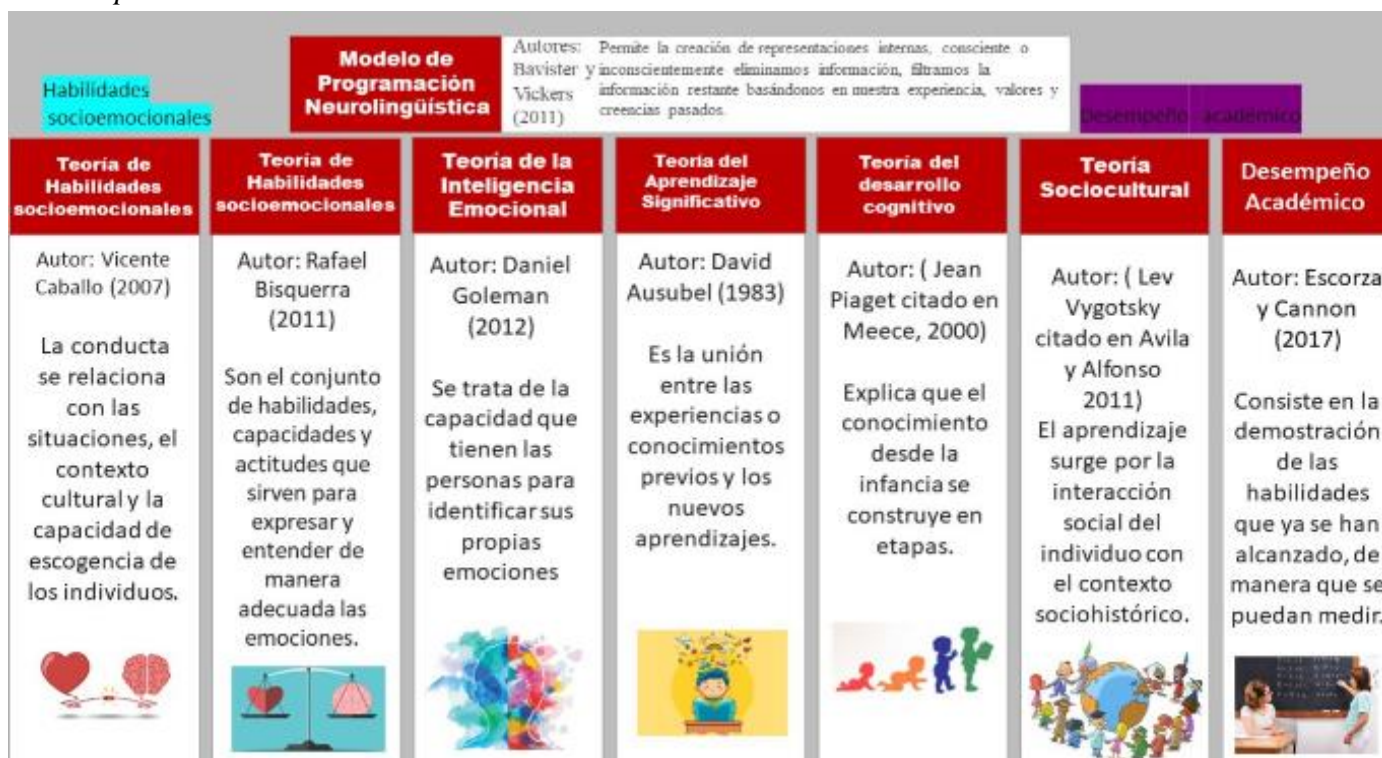 Habilidades
socioemocionales
Modelo de
Programación
Neurolingüística
Autores:
Bavister y
Vickers
(2011)
Permite la creación de representaciones internas, consciente o
inconscientemente eliminamos información, filtramos la
información restante basándonos en nuestra experiencia, valores y
creencias pasados.
Desempeño académico
Teoría de
Habilidades
socioemocionales
Autor: Vicente
Caballo (2007)
La conducta
se relaciona
con las
situaciones, el
contexto
cultural y la
capacidad de
escogencia de
los individuos.
Teoría de
Habilidades
socioemocionales
Autor: Rafael
Bisquerra
(2011)
Son el conjunto
de habilidades,
capacidades y
actitudes que
sirven para
expresar y
entender de
manera
adecuada las
emociones.
Teoría de la
Inteligencia
Emocional
Autor: Daniel
Goleman
(2012)
Se trata de la
capacidad que
tienen las
personas para
identificar sus
propias
emociones
Teoría del
Aprendizaje
Significativo
Autor: David
Ausubel (1983)
Es la unión
entre las
experiencias o
conocimientos
previos y los
nuevos
aprendizajes.
Teoría del
desarrollo
cognitivo
Autor: ( Jean
Piaget citado en
Meece, 2000)
Explica que el
conocimiento
desde la
infancia se
construye en
etapas.
Teoría
Sociocultural
Autor: ( Lev
Vygotsky
citado en Avila
y Alfonso
2011)
El aprendizaje
surge por la
interacción
social del
individuo con
el contexto
sociohistórico.
Desempeño
Académico
Autor: Escorza
y Cannon
(2017)
Consiste en la
demostración
de las
habilidades
que ya se han
alcanzado, de
manera que se
puedan medir.